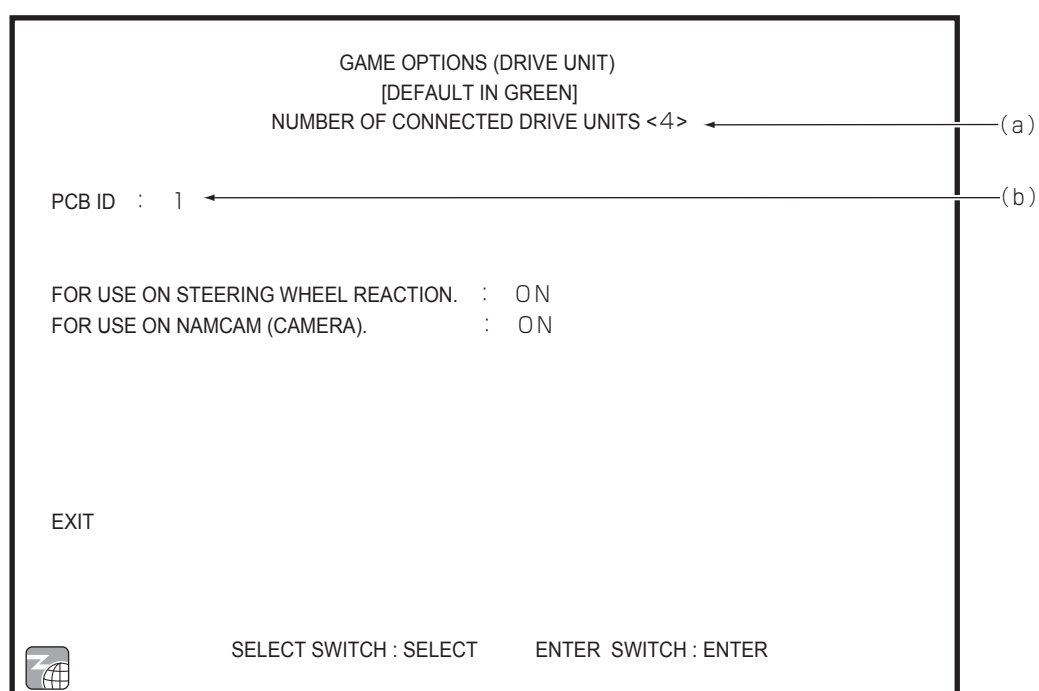 GAME OPTIONS (DRIVE UNIT)
[DEFAULT IN GREEN]
NUMBER OF CONNECTED DRIVE UNITS <4>
(a)
PCB ID : 1
(b)
FOR USE ON STEERING WHEEL REACTION. : ON
FOR USE ON NAMCAM (CAMERA). : ON
EXIT
SELECT SWITCH : SELECT ENTER SWITCH : ENTER